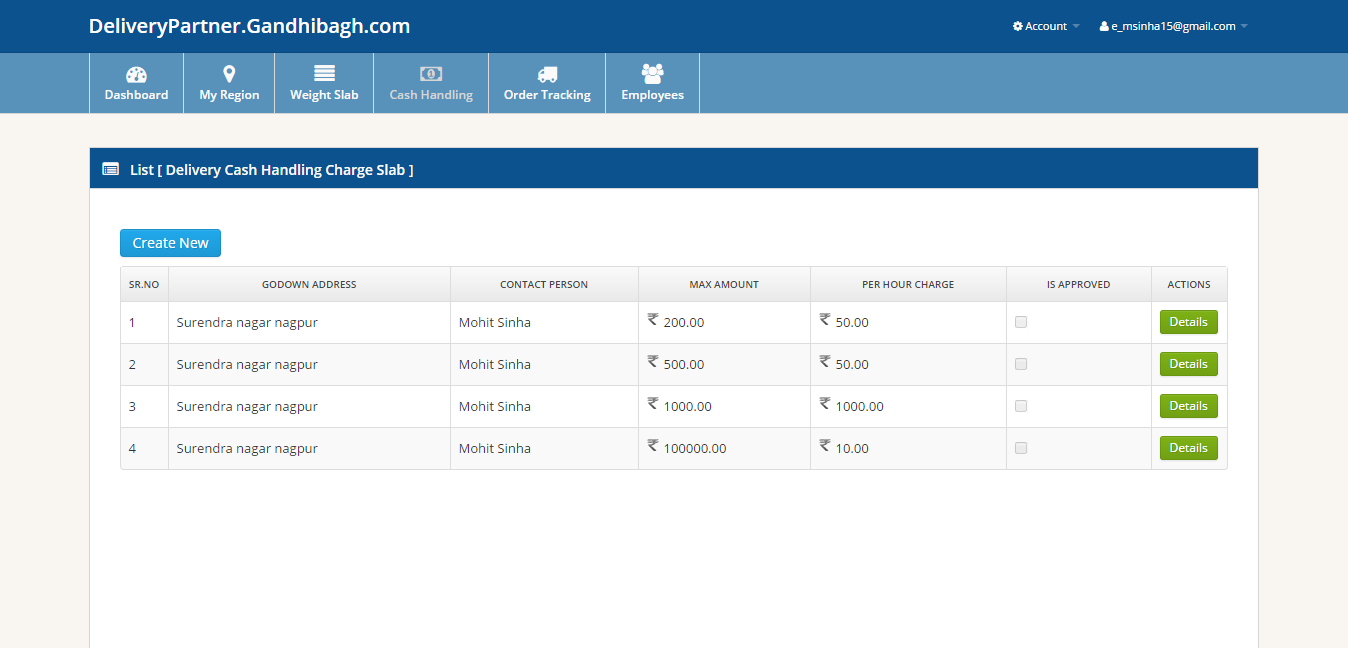 DeliveryPartner.Gandhibagh.com
Account e_msinha15@gmail.com
Dashboard My Region Weight Slab Cash Handling Order Tracking Employees
List [ Delivery Cash Handling Charge Slab ]
Create New
SR.NO GODOWN ADDRESS CONTACT PERSON MAX AMOUNT PER HOUR CHARGE IS APPROVED ACTIONS
1 Surendra nagar nagpur Mohit Sinha ₹ 200.00 ₹ 50.00 Details
2 Surendra nagar nagpur Mohit Sinha ₹ 500.00 ₹ 50.00 Details
3 Surendra nagar nagpur Mohit Sinha ₹ 1000.00 ₹ 1000.00 Details
4 Surendra nagar nagpur Mohit Sinha ₹ 100000.00 ₹ 10.00 Details